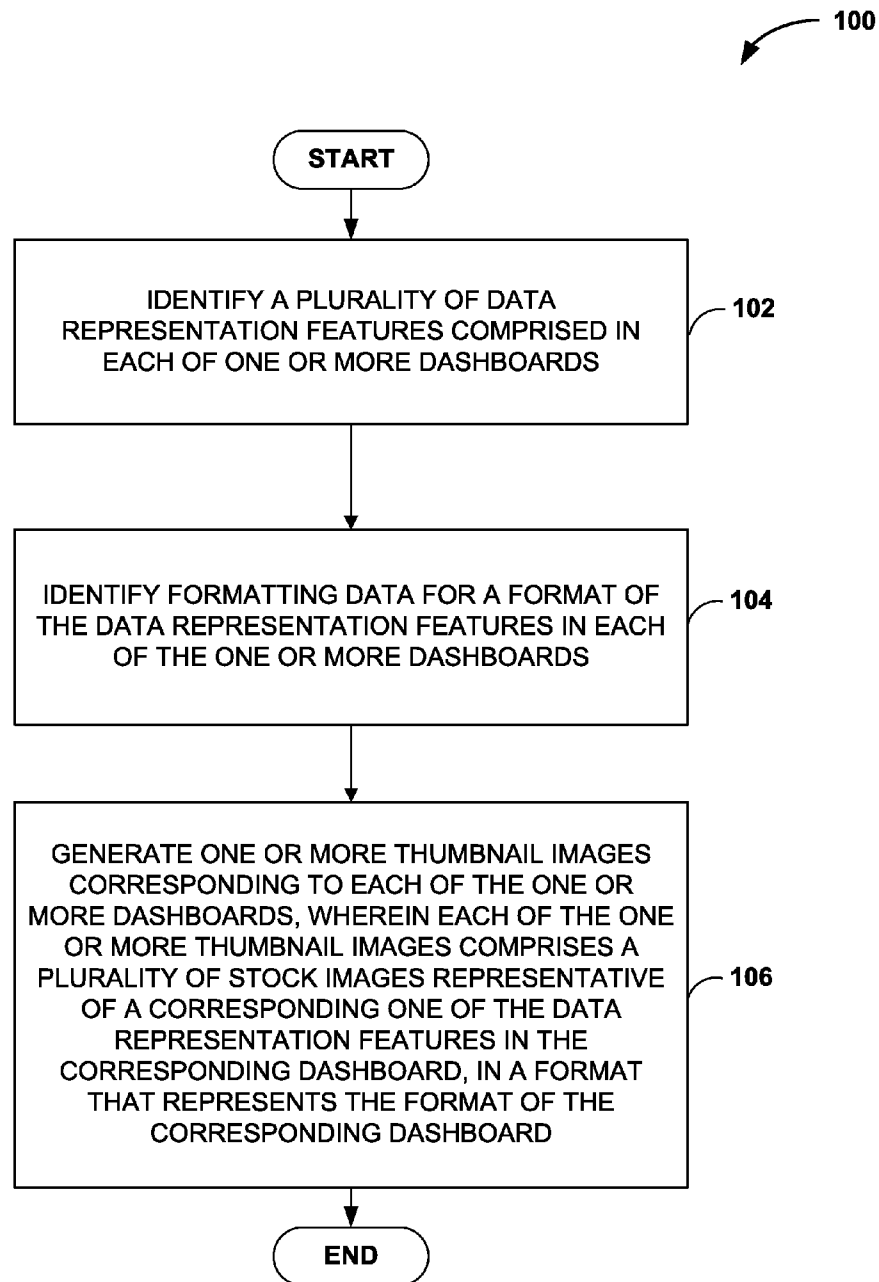 100
START
IDENTIFY A PLURALITY OF DATA
REPRESENTATION FEATURES COMPRISED IN
EACH OF ONE OR MORE DASHBOARDS
102
IDENTIFY FORMATTING DATA FOR A FORMAT OF
THE DATA REPRESENTATION FEATURES IN EACH
OF THE ONE OR MORE DASHBOARDS
104
GENERATE ONE OR MORE THUMBNAIL IMAGES
CORRESPONDING TO EACH OF THE ONE OR
MORE DASHBOARDS, WHEREIN EACH OF THE ONE
OR MORE THUMBNAIL IMAGES COMPRISES A
PLURALITY OF STOCK IMAGES REPRESENTATIVE
OF A CORRESPONDING ONE OF THE DATA
REPRESENTATION FEATURES IN THE
CORRESPONDING DASHBOARD, IN A FORMAT
THAT REPRESENTS THE FORMAT OF THE
CORRESPONDING DASHBOARD
106
END